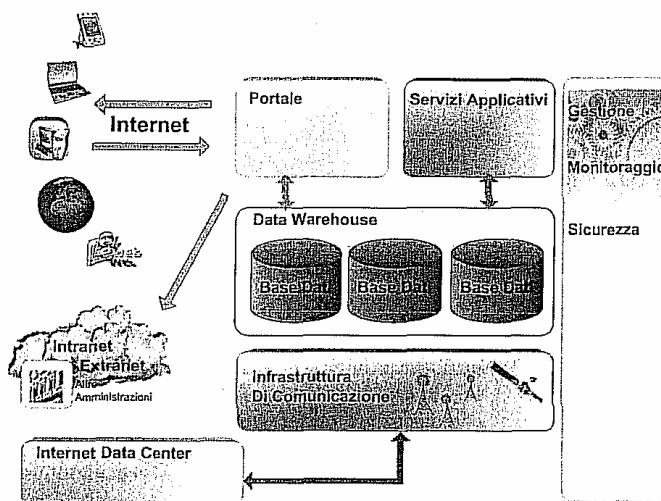 Internet
Portale
Servizi Applicativi
Gestione
e
Monitoraggio
Sicurezza
Data Warehouse
Base Dati
Base Dati
Base Dati
Intranet
& Extranet
Altre
Amministrazioni
Infrastruttura
Di Comunicazione
Internet Data Center